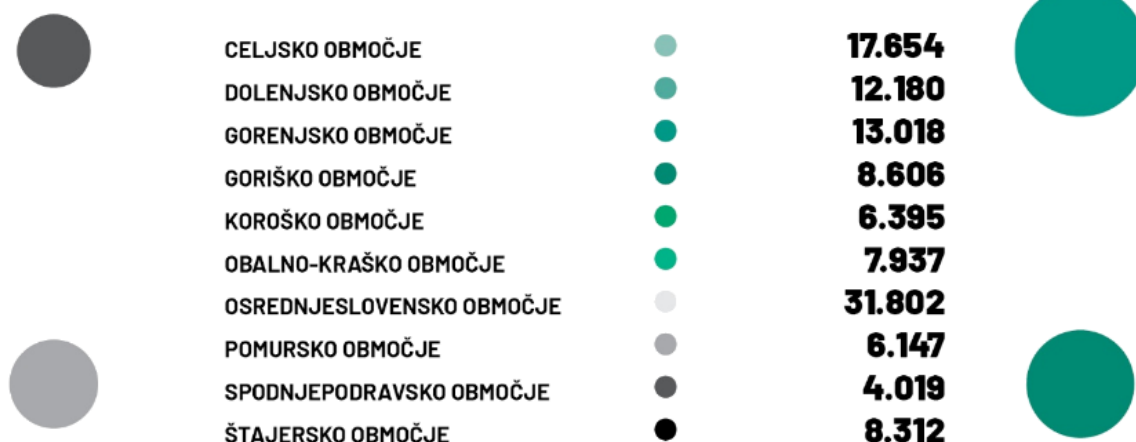 CELJSKO OBMOČJE 17.654
DOLENJSKO OBMOČJE 12.180
GORENJSKO OBMOČJE 13.018
GORIŠKO OBMOČJE 8.606
KOROŠKO OBMOČJE 6.395
OBALNO-KRAŠKO OBMOČJE 7.937
OSREDNJESLOVENSKO OBMOČJE 31.802
POMURSKO OBMOČJE 6.147
SPODNJEPODRAVSKO OBMOČJE 4.019
ŠTAJERSKO OBMOČJE 8.312